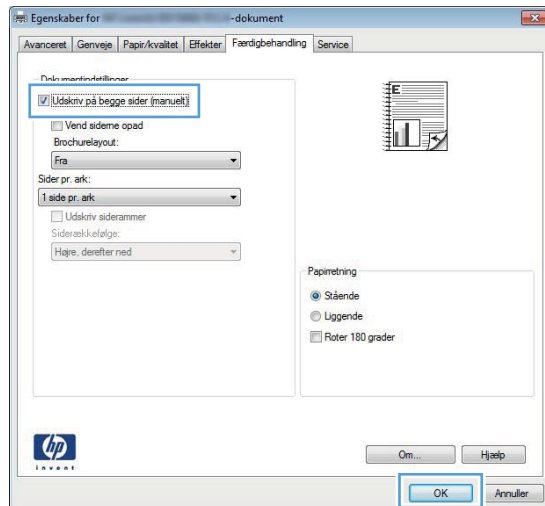 Egenskaber for -dokument
Avanceret Genveje Papir/kvalitet Effekter Færdigbehandling Service
Dokumentindstillinger
Udskriv på begge sider (manuelt)
Vend siderne opad
Brochurelayout:
Fra
Sider pr. ark:
1 side pr. ark
Udskriv siderammer
Siderækkefølge:
Højre, derefter ned
E
Papirretning
Stående
Liggende
Roter 180 grader
hp
invent
Om... Hjælp
OK Annuller